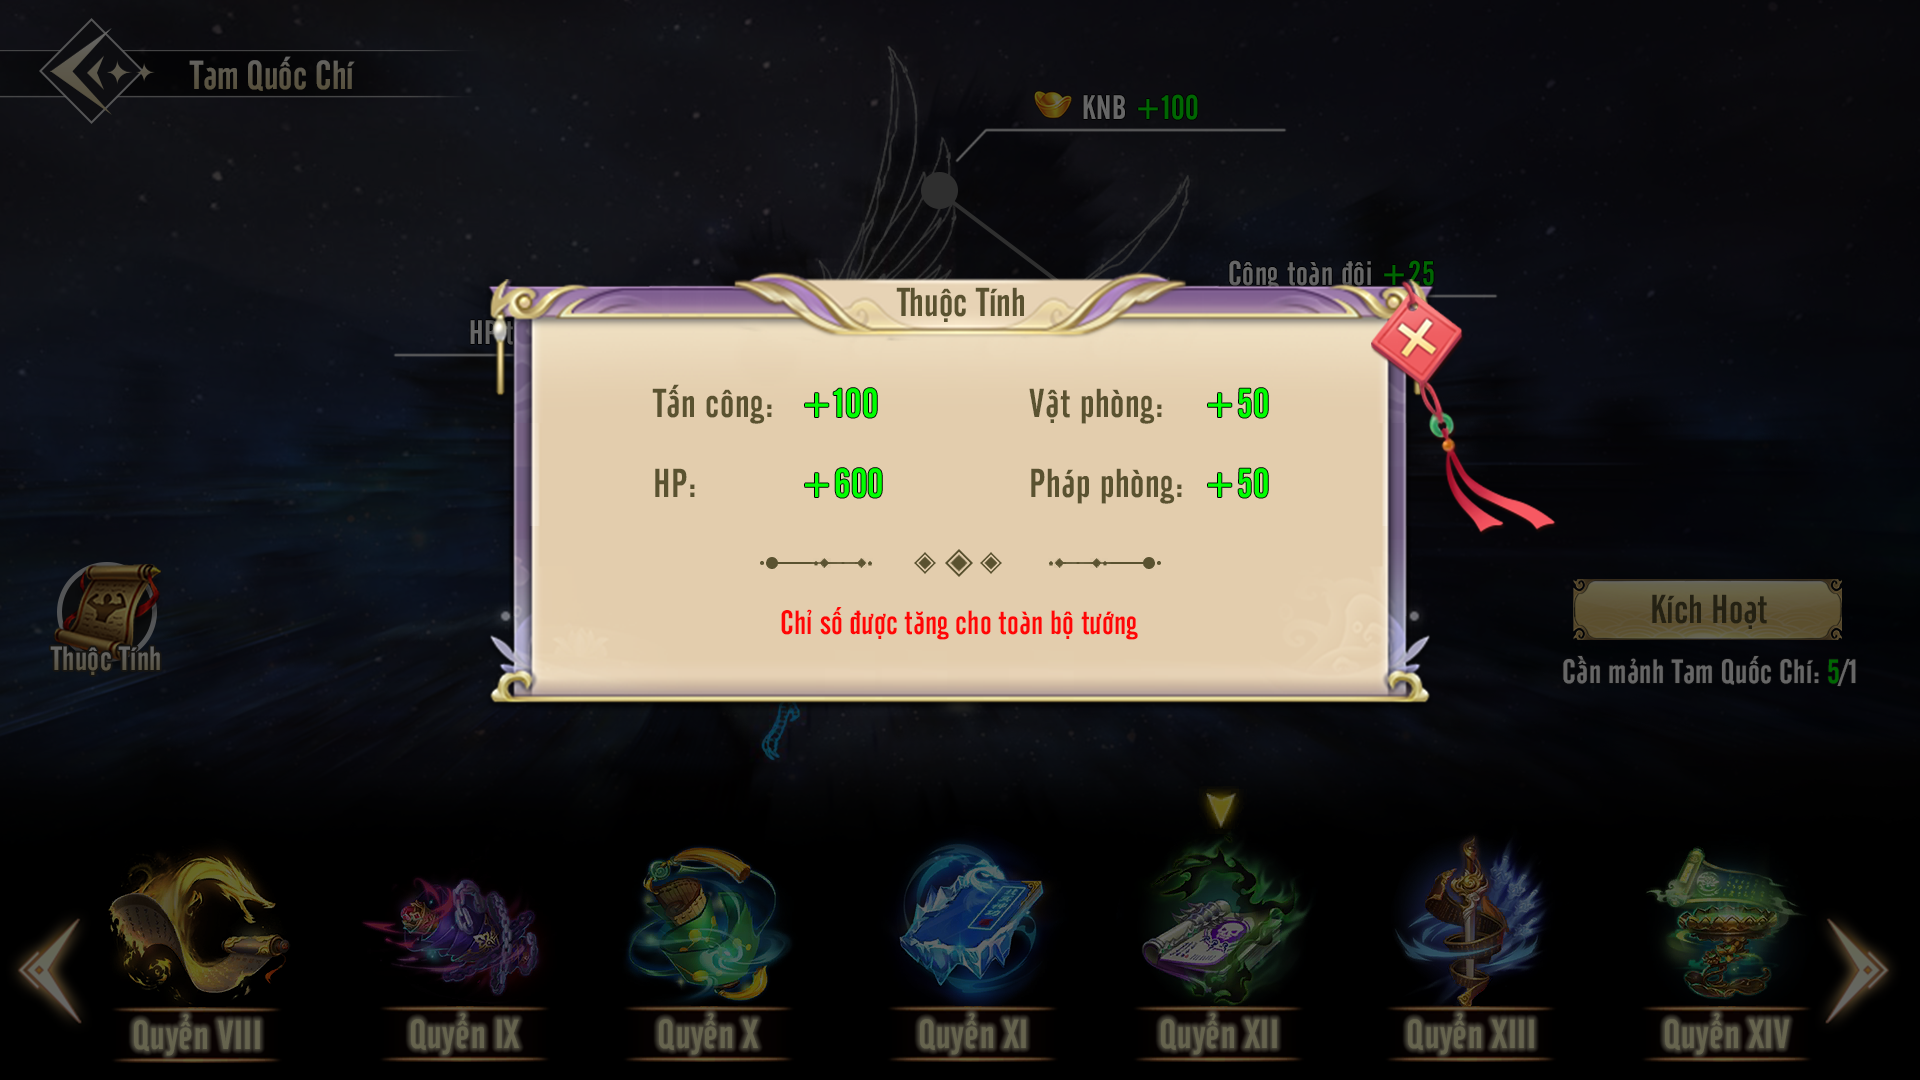 Tam Quốc Chí
KNB +100
Công toàn đội +25
HP
Thuộc Tính
Tấn công: +100
Vật phòng: +50
HP: +600
Pháp phòng: +50
Chỉ số được tăng cho toàn bộ tướng
Thuộc Tính
Kích Hoạt
Cần mảnh Tam Quốc Chí: 5/1
Quyển VIII
Quyển IX
Quyển X
Quyển XI
Quyển XII
Quyển XIII
Quyển XIV